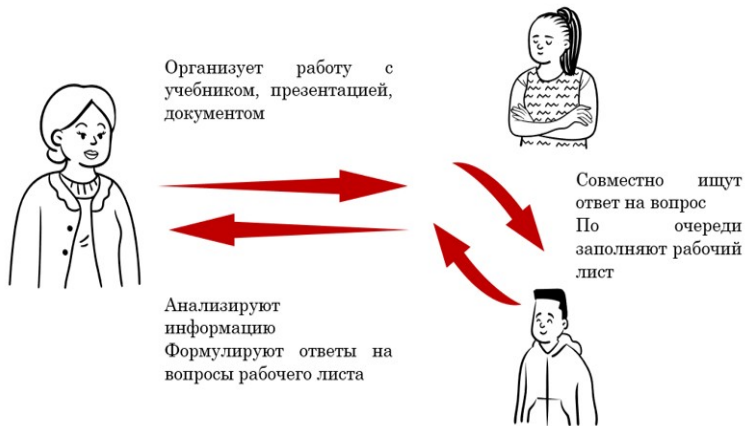 Организует работу с
учебником, презентацией,
документом
Совместно ищут
ответ на вопрос
По очереди
заполняют рабочий
лист
Анализируют
информацию
Формулируют ответы на
вопросы рабочего листа